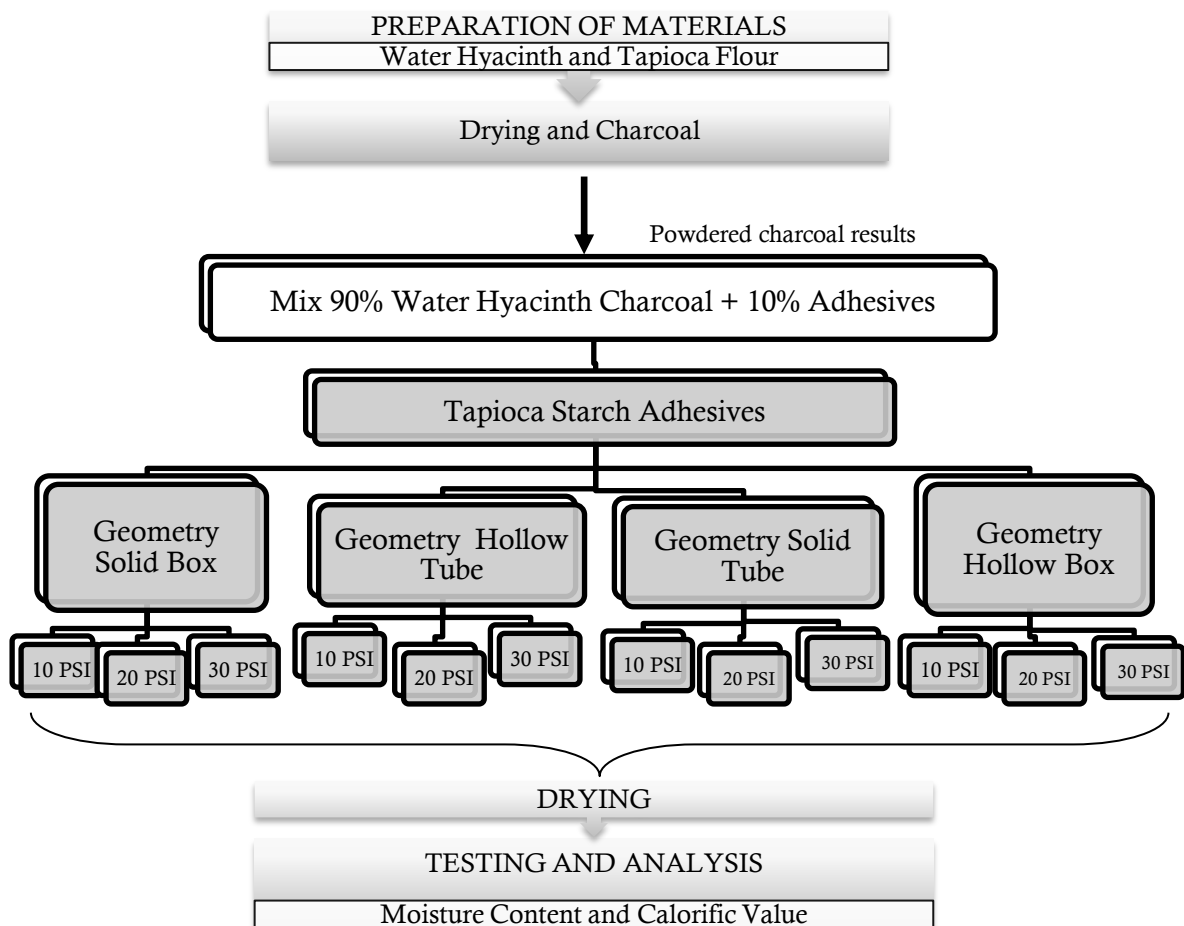 PREPARATION OF MATERIALS
Water Hyacinth and Tapioca Flour
Drying and Charcoal
Powdered charcoal results
Mix 90% Water Hyacinth Charcoal + 10% Adhesives
Tapioca Starch Adhesives
Geometry
Solid Box
Geometry Hollow
Tube
Geometry Solid
Tube
Geometry
Hollow Box
10 PSI
20 PSI
30 PSI
10 PSI
20 PSI
30 PSI
10 PSI
20 PSI
30 PSI
10 PSI
20 PSI
30 PSI
DRYING
TESTING AND ANALYSIS
Moisture Content and Calorific Value